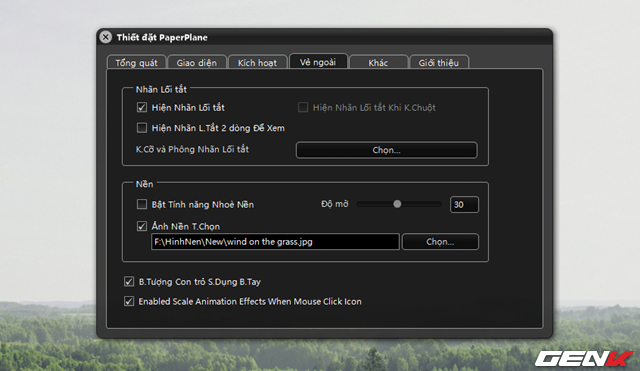 Thiết đặt PaperPlane
Tổng quát Giao diện Kích hoạt Vẻ ngoài Khác Giới thiệu
Nhãn Lối tắt
Hiện Nhãn Lối tắt Hiện Nhãn Lối tắt Khi K.Chuột
Hiện Nhãn L.Tắt 2 dòng Để Xem
K.Cỡ và Phông Nhãn Lối tắt Chọn...
Nền
Bật Tính năng Nhoè Nền Độ mờ 30
Ảnh Nền T.Chọn
F:\HinhNen\New\wind on the grass.jpg Chọn...
B.Tượng Con trỏ S.Dụng B.Tay
Enabled Scale Animation Effects When Mouse Click Icon
GENK